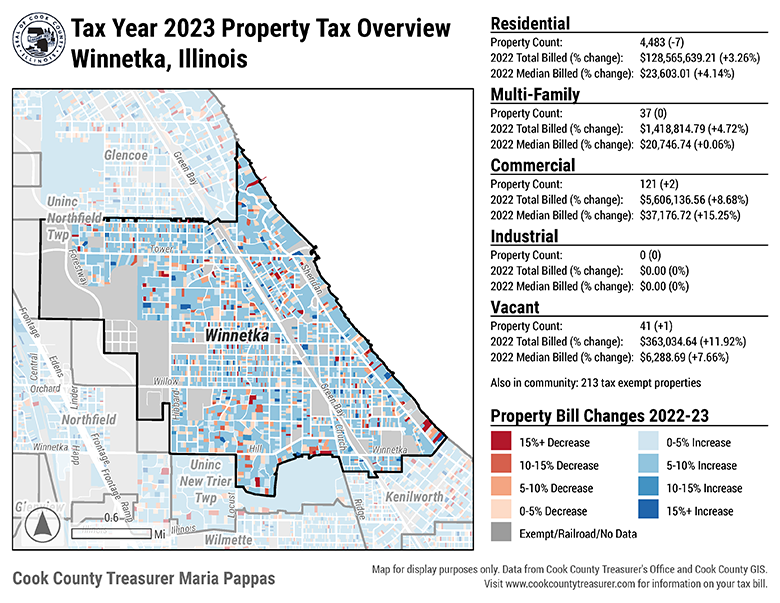 SEAL OF COOK COUNTY
ILLINOIS
Tax Year 2023 Property Tax Overview
Winnetka, Illinois
Glencoe
Green Bay
Uninc
Northfield
Twp
Tower
Forestway
Sheridan
Frontage
Winnetka
Central
Edens
Willow
Orchard
Linder
Hibbard
Green Bay
Church
Northfield
Hill
Winnetka
Winnetka
Happ
Frontage
Frontage
Ramp
Uninc
New Trier
Twp
Locust
Ridge
Kenilworth
0.6
Mi
Illinois
Wilmette
Residential
Property Count: 4,483 (-7)
2022 Total Billed (% change): $128,565,639.21 (+3.26%)
2022 Median Billed (% change): $23,603.01 (+4.14%)
Multi-Family
Property Count: 37 (0)
2022 Total Billed (% change): $1,418,814.79 (+4.72%)
2022 Median Billed (% change): $20,746.74 (+0.06%)
Commercial
Property Count: 121 (+2)
2022 Total Billed (% change): $5,606,136.56 (+8.68%)
2022 Median Billed (% change): $37,176.72 (+15.25%)
Industrial
Property Count: 0 (0)
2022 Total Billed (% change): $0.00 (0%)
2022 Median Billed (% change): $0.00 (0%)
Vacant
Property Count: 41 (+1)
2022 Total Billed (% change): $363,034.64 (+11.92%)
2022 Median Billed (% change): $6,288.69 (+7.66%)
Also in community: 213 tax exempt properties
Property Bill Changes 2022-23
15%+ Decrease
0-5% Increase
10-15% Decrease
5-10% Increase
5-10% Decrease
10-15% Increase
0-5% Decrease
15%+ Increase
Exempt/Railroad/No Data
Cook County Treasurer Maria Pappas
Map for display purposes only. Data from Cook County Treasurer's Office and Cook County GIS.
Visit www.cookcountytreasurer.com for information on your tax bill.